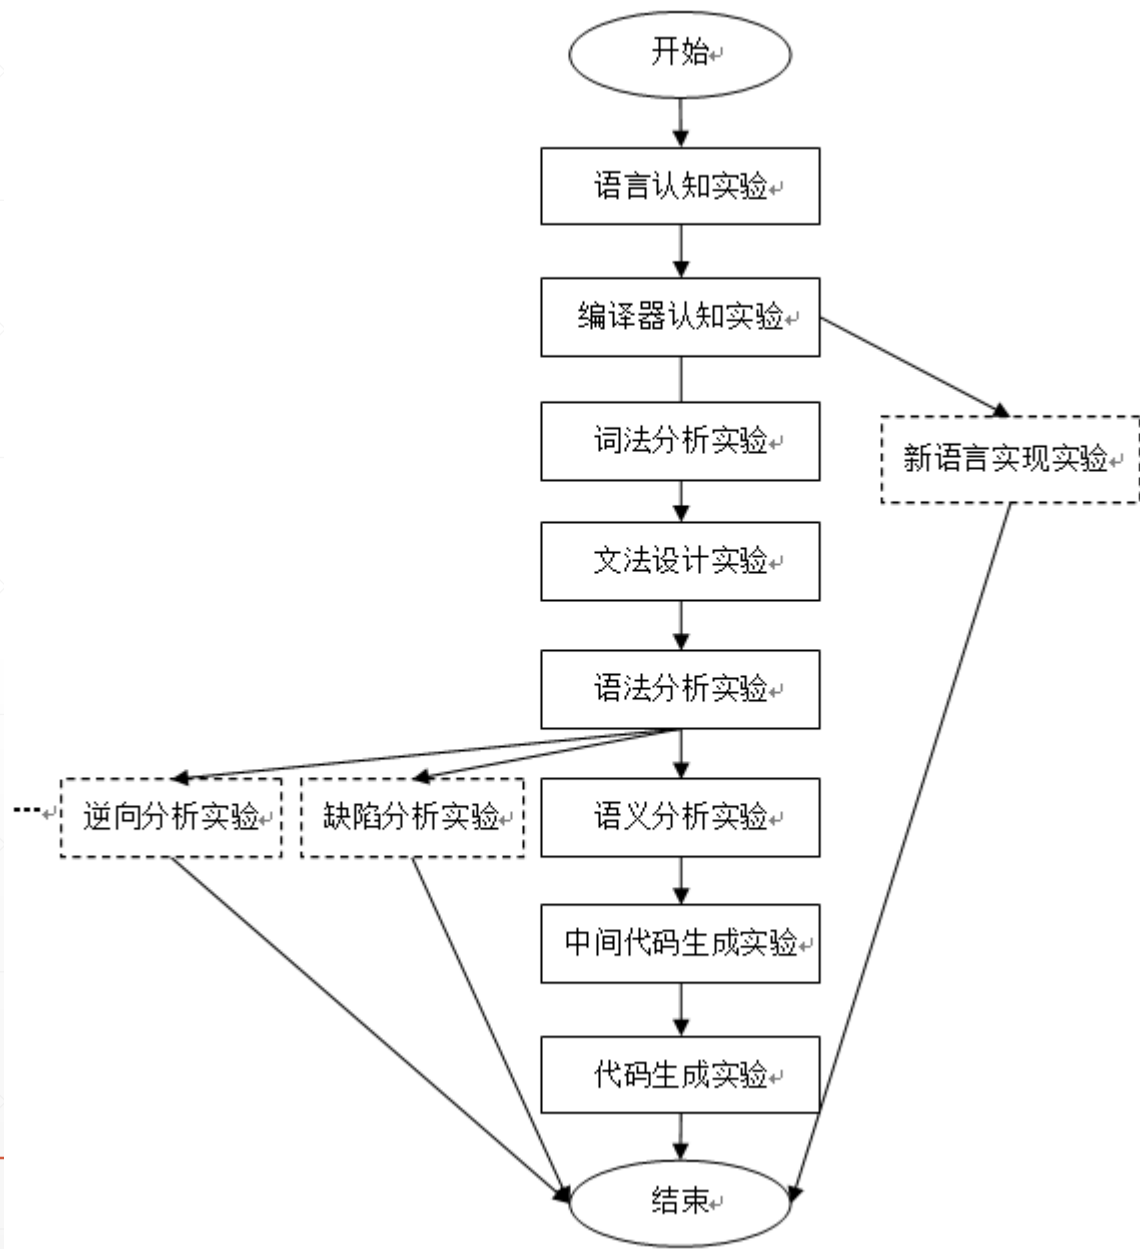 开始
语言认知实验
编译器认知实验
词法分析实验
新语言实现实验
文法设计实验
语法分析实验
逆向分析实验
缺陷分析实验
语义分析实验
中间代码生成实验
代码生成实验
结束